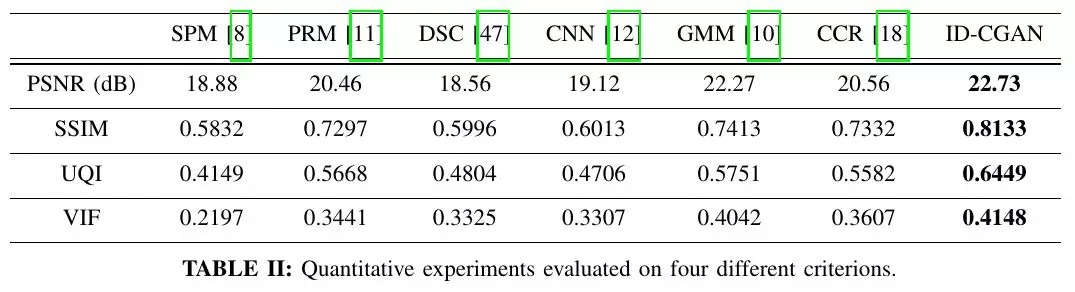 SPM [8] PRM [11] DSC [47] CNN [12] GMM [10] CCR [18] ID-CGAN
PSNR (dB) 18.88 20.46 18.56 19.12 22.27 20.56 22.73
SSIM 0.5832 0.7297 0.5996 0.6013 0.7413 0.7332 0.8133
UQI 0.4149 0.5668 0.4804 0.4706 0.5751 0.5582 0.6449
VIF 0.2197 0.3441 0.3325 0.3307 0.4042 0.3607 0.4148
TABLE II: Quantitative experiments evaluated on four different criterions.